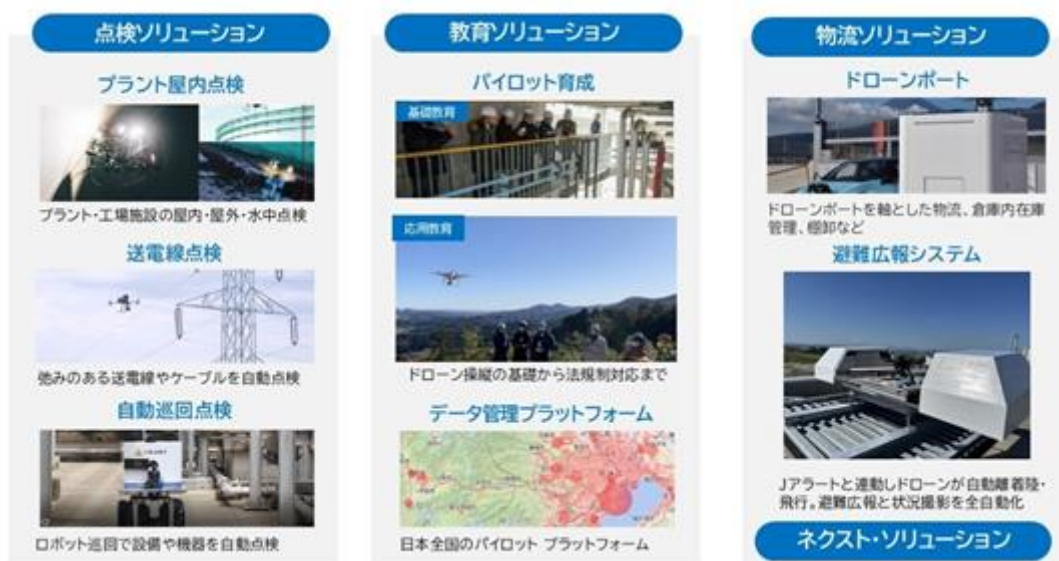 点検ソリューション
プラント屋内点検
プラント・工場施設の屋内・屋外・水中点検
送電線点検
弛みのある送電線やケーブルを自動点検
自動巡回点検
ロボット巡回で設備や機器を自動点検
教育ソリューション
パイロット育成
基礎教育
応用教育
ドローン操縦の基礎から法規制対応まで
データ管理プラットフォーム
日本全国のパイロット プラットフォーム
物流ソリューション
ドローンポート
ドローンポートを軸とした物流、倉庫内在庫
管理、棚卸など
避難広報システム
Jアラートと連動しドローンが自動離着陸・
飛行。避難広報と状況撮影を全自動化
ネクスト・ソリューション